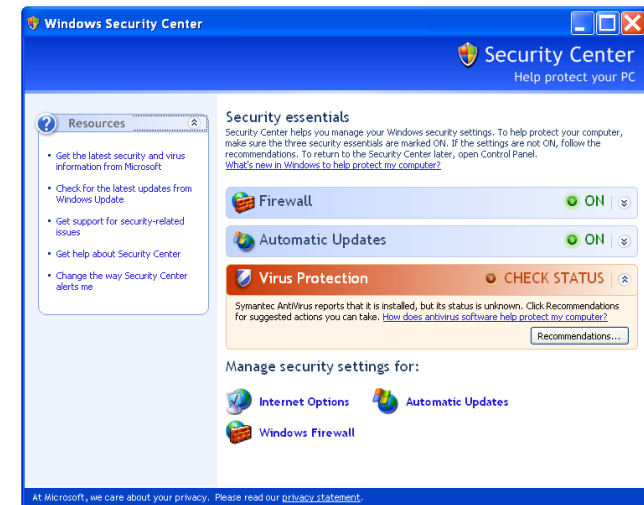 Windows Security Center
Security Center
Help protect your PC
Resources
Get the latest security and virus
information from Microsoft
Check for the latest updates from
Windows Update
Get support for security-related
issues
Get help about Security Center
Change the way Security Center
alerts me
Security essentials
Security Center helps you manage your Windows security settings. To help protect your computer,
make sure the three security essentials are marked ON. If the settings are not ON, follow the
recommendations. To return to the Security Center later, open Control Panel.
What's new in Windows to help protect my computer?
Firewall ON
Automatic Updates ON
Virus Protection CHECK STATUS
Symantec AntiVirus reports that it is installed, but its status is unknown. Click Recommendations
for suggested actions you can take. How does antivirus software help protect my computer?
Recommendations...
Manage security settings for:
Internet Options Automatic Updates
Windows Firewall
At Microsoft, we care about your privacy. Please read our privacy statement.